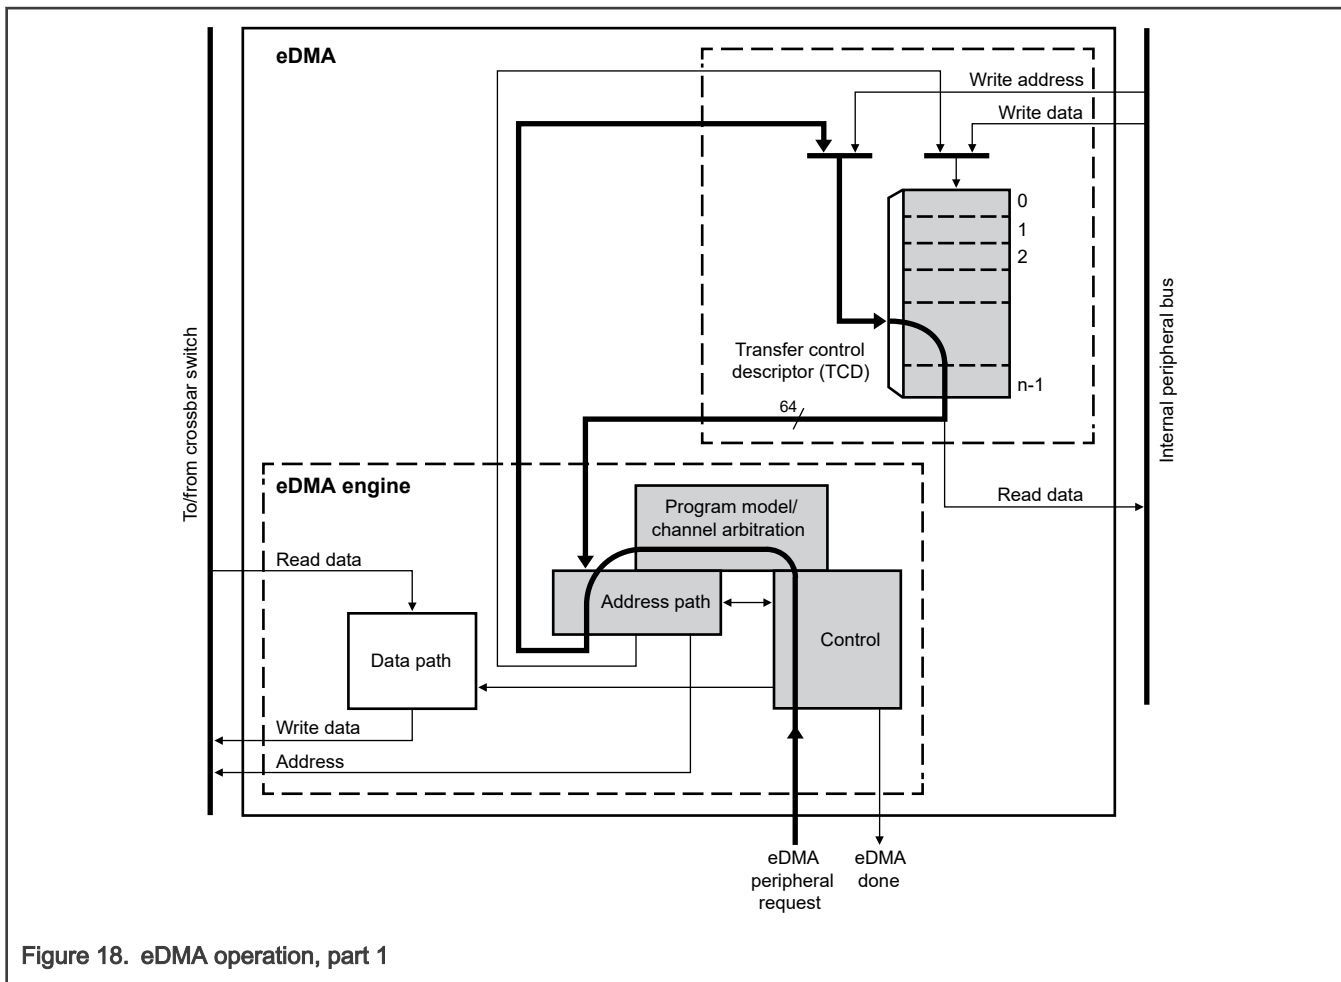 eDMA
Write address
Write data
0
1
2
Transfer control
descriptor (TCD)
n-1
64
To/from crossbar switch
Internal peripheral bus
eDMA engine
Program model/
channel arbitration
Read data
Read data
Address path
Control
Data path
Write data
Address
eDMA
peripheral
request
eDMA
done
Figure 18. eDMA operation, part 1